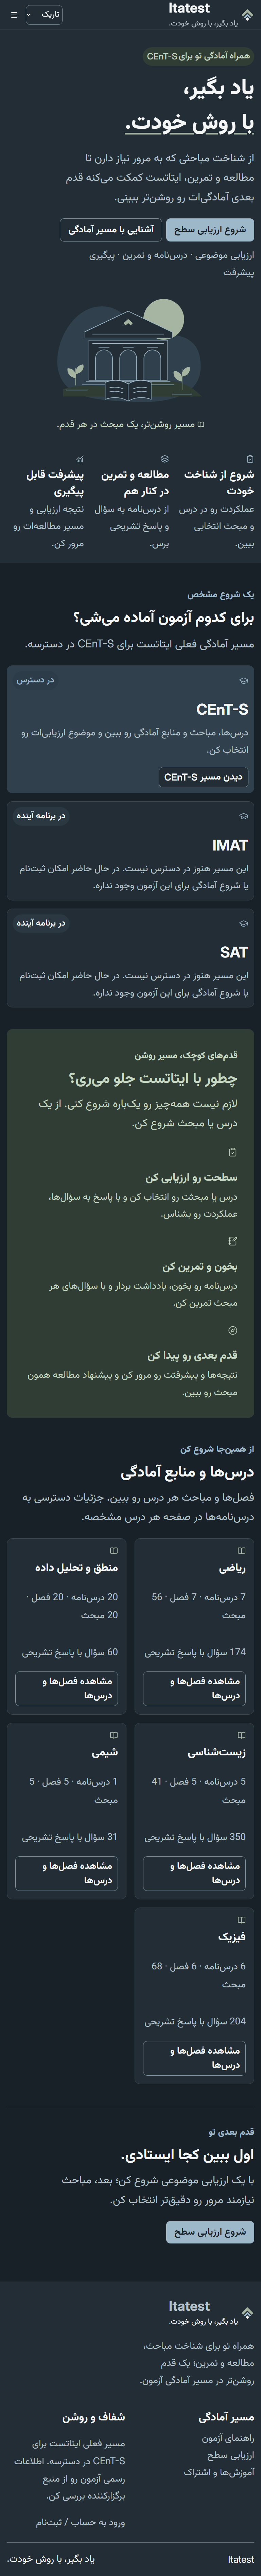 Itatest
یاد بگیر، با روش خودت.
تاریک
همراه آمادگی تو برای CEnT-S
یاد بگیر،
با روش خودت.
از شناخت مباحثی که به مرور نیاز دارن تا
مطالعه و تمرین، ایتاتست کمکت می‌کنه قدم
بعدی آمادگی‌ات رو روشن‌تر ببینی.
شروع ارزیابی سطح
آشنایی با مسیر آمادگی
ارزیابی موضوعی · درس‌نامه و تمرین · پیگیری
پیشرفت
مسیر روشن‌تر، یک مبحث در هر قدم.
شروع از شناخت
خودت
عملکردت رو در درس
و مبحث انتخابی
ببین.
مطالعه و تمرین
در کنار هم
از درس‌نامه به سؤال
و پاسخ تشریحی
برس.
پیشرفت قابل
پیگیری
نتیجه ارزیابی و
مسیر مطالعه‌ات رو
مرور کن.
یک شروع مشخص
برای کدوم آزمون آماده می‌شی؟
مسیر آمادگی فعلی ایتاتست برای CEnT-S در دسترسه.
در دسترس
CEnT-S
درس‌ها، مباحث و منابع آمادگی رو ببین و موضوع ارزیابی‌ات رو
انتخاب کن.
دیدن مسیر CEnT-S
در برنامه آینده
IMAT
این مسیر هنوز در دسترس نیست. در حال حاضر امکان ثبت‌نام
یا شروع آمادگی برای این آزمون وجود نداره.
در برنامه آینده
SAT
این مسیر هنوز در دسترس نیست. در حال حاضر امکان ثبت‌نام
یا شروع آمادگی برای این آزمون وجود نداره.
قدم‌های کوچک، مسیر روشن
چطور با ایتاتست جلو می‌ری؟
لازم نیست همه‌چیز رو یک‌باره شروع کنی. از یک
درس یا مبحث شروع کن.
سطحت رو ارزیابی کن
درس یا مبحثت رو انتخاب کن و با پاسخ به سؤال‌ها،
عملکردت رو بشناس.
بخون و تمرین کن
درس‌نامه رو بخون، یادداشت بردار و با سؤال‌های هر
مبحث تمرین کن.
قدم بعدی رو پیدا کن
نتیجه‌ها و پیشرفتت رو مرور کن و پیشنهاد مطالعه همون
مبحث رو ببین.
از همین‌جا شروع کن
درس‌ها و منابع آمادگی
فصل‌ها و مباحث هر درس رو ببین. جزئیات دسترسی به
درس‌نامه‌ها در صفحه هر درس مشخصه.
ریاضی
7 درس‌نامه · 7 فصل · 56
مبحث
174 سؤال با پاسخ تشریحی
مشاهده فصل‌ها و
درس‌ها
منطق و تحلیل داده
20 درس‌نامه · 20 فصل ·
20 مبحث
60 سؤال با پاسخ تشریحی
مشاهده فصل‌ها و
درس‌ها
زیست‌شناسی
5 درس‌نامه · 5 فصل · 41
مبحث
350 سؤال با پاسخ تشریحی
مشاهده فصل‌ها و
درس‌ها
شیمی
1 درس‌نامه · 5 فصل · 5
مبحث
31 سؤال با پاسخ تشریحی
مشاهده فصل‌ها و
درس‌ها
فیزیک
6 درس‌نامه · 6 فصل · 68
مبحث
204 سؤال با پاسخ تشریحی
مشاهده فصل‌ها و
درس‌ها
قدم بعدی تو
اول ببین کجا ایستادی.
با یک ارزیابی موضوعی شروع کن؛ بعد، مباحث
نیازمند مرور رو دقیق‌تر انتخاب کن.
شروع ارزیابی سطح
Itatest
یاد بگیر، با روش خودت.
همراه تو برای شناخت مباحث،
مطالعه و تمرین؛ یک قدم
روشن‌تر در مسیر آمادگی آزمون.
مسیر آمادگی
راهنمای آزمون
ارزیابی سطح
آموزش‌ها و اشتراک
شفاف و روشن
مسیر فعلی ایتاتست برای
CEnT-S در دسترسه. اطلاعات
رسمی آزمون رو از منبع
برگزارکننده بررسی کن.
ورود به حساب / ثبت‌نام
Itatest
یاد بگیر، با روش خودت.